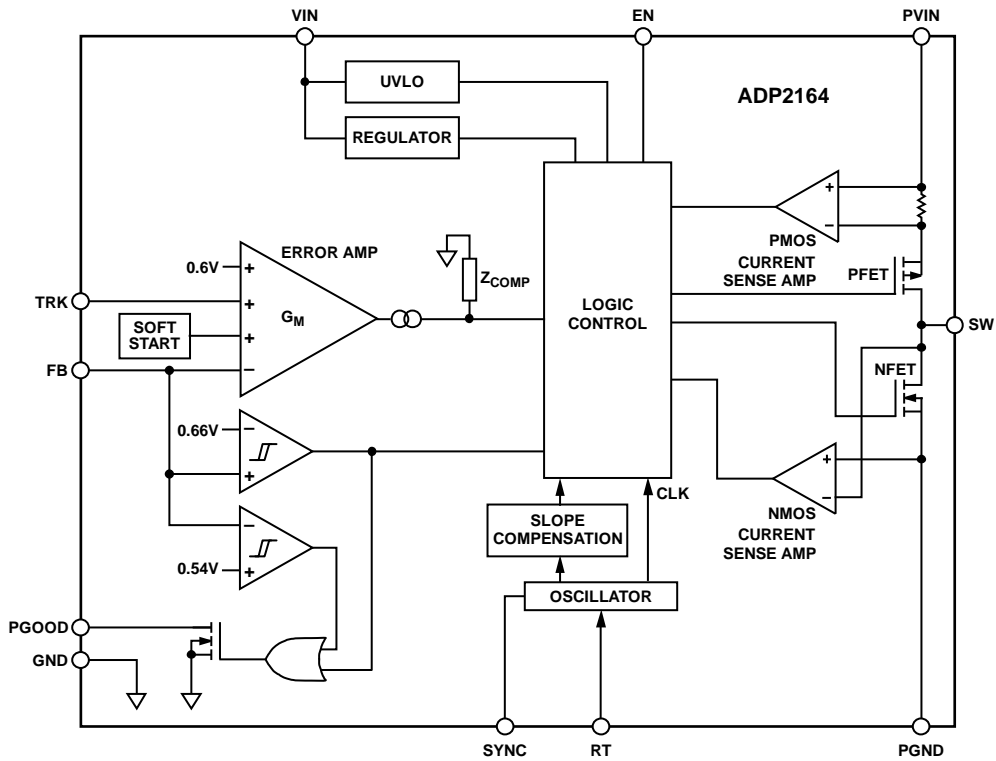 VIN
EN
PVIN
UVLO
REGULATOR
ADP2164
+
−
PMOS
CURRENT
SENSE AMP
ERROR AMP
0.6V
+
TRK
+
GM
SOFT
START
+
FB
−
ZCOMP
LOGIC
CONTROL
PFET
SW
NFET
0.66V
−
+
−
0.54V
+
+
−
NMOS
CURRENT
SENSE AMP
CLK
SLOPE
COMPENSATION
OSCILLATOR
PGOOD
GND
SYNC
RT
PGND